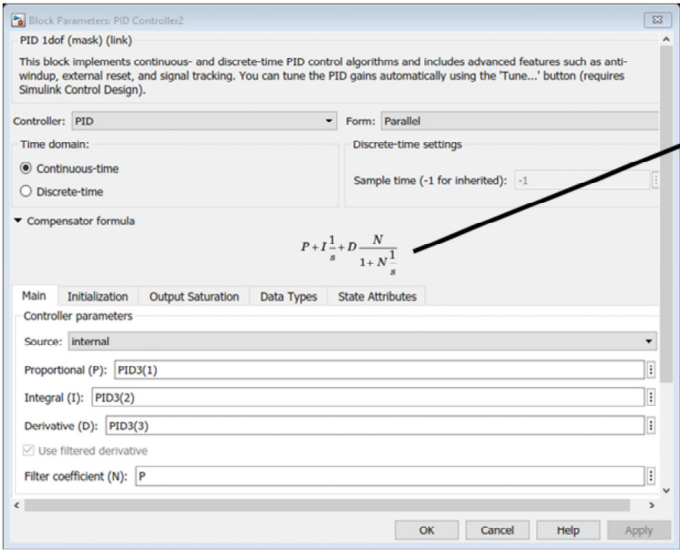 Block Parameters: PID Controller2
PID 1dof (mask) (link)
This block implements continuous- and discrete-time PID control algorithms and includes advanced features such as anti-
windup, external reset, and signal tracking. You can tune the PID gains automatically using the 'Tune...' button (requires
Simulink Control Design).
Controller: PID Form: Parallel
Time domain: Discrete-time settings
Continuous-time
Sample time (-1 for inherited): -1
Discrete-time
Compensator formula
P+I\frac{1}{s}+D\frac{N}{1+N\frac{1}{s}}
Main Initialization Output Saturation Data Types State Attributes
Controller parameters
Source: internal
Proportional (P): PID3(1)
Integral (I): PID3(2)
Derivative (D): PID3(3)
Use filtered derivative
Filter coefficient (N): P
OK Cancel Help Apply